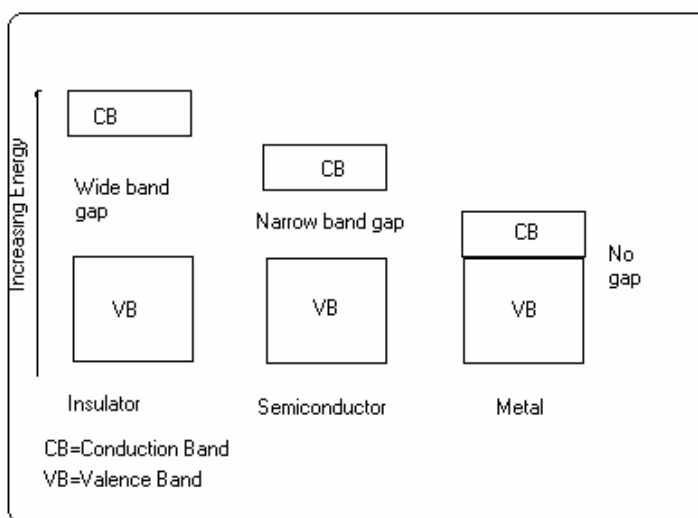 Increasing Energy
CB
Wide band
gap
VB
Insulator
CB
Narrow band gap
VB
Semiconductor
CB
No
gap
VB
Metal
CB=Conduction Band
VB=Valence Band